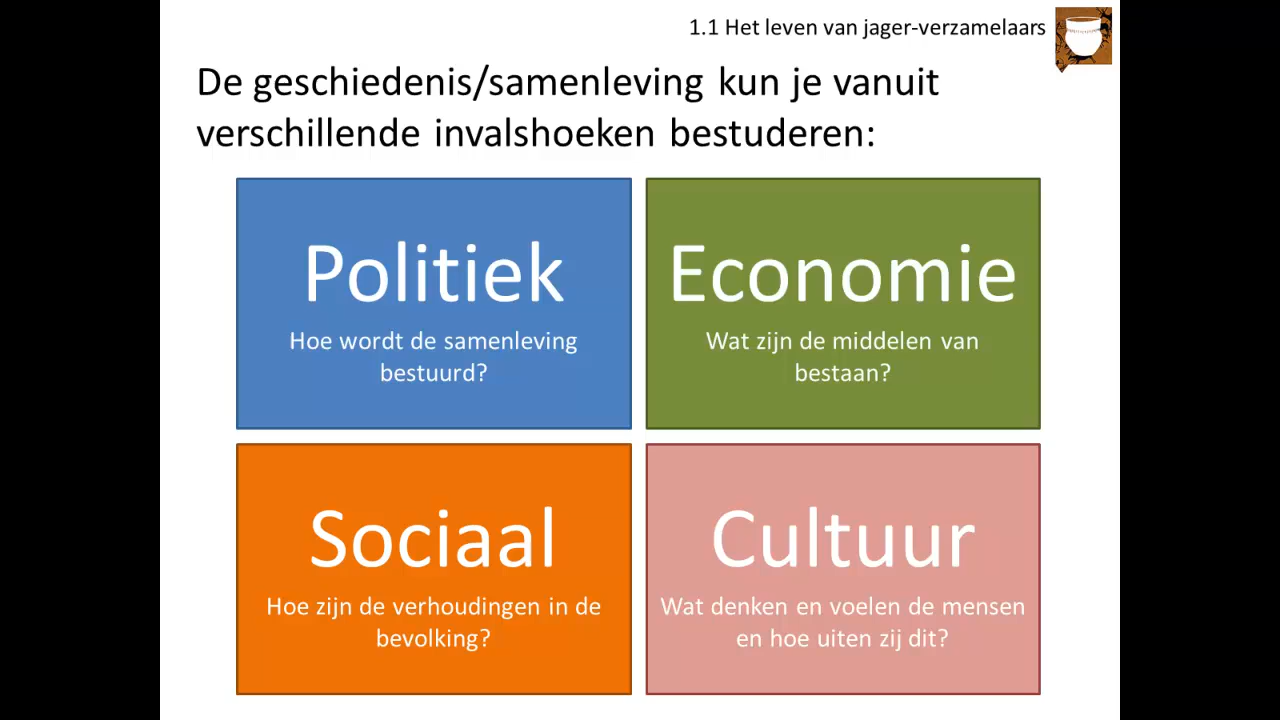 1.1 Het leven van jager-verzamelaars
De geschiedenis/samenleving kun je vanuit
verschillende invalshoeken bestuderen:
Politiek
Hoe wordt de samenleving
bestuurd?
Economie
Wat zijn de middelen van
bestaan?
Sociaal
Hoe zijn de verhoudingen in de
bevolking?
Cultuur
Wat denken en voelen de mensen
en hoe uiten zij dit?